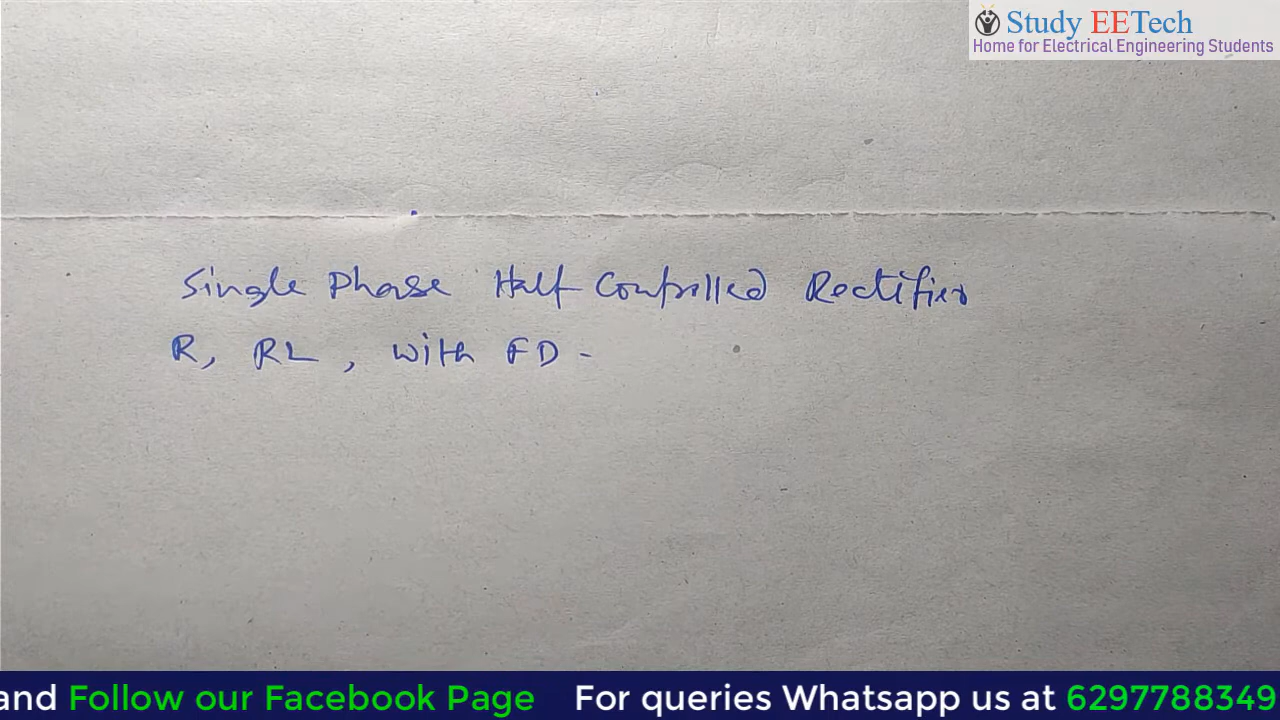 Study EETech
Home for Electrical Engineering Students
Single Phase Half Controlled Rectifier
R, RL, with FD -
and Follow our Facebook Page For queries Whatsapp us at 6297788349